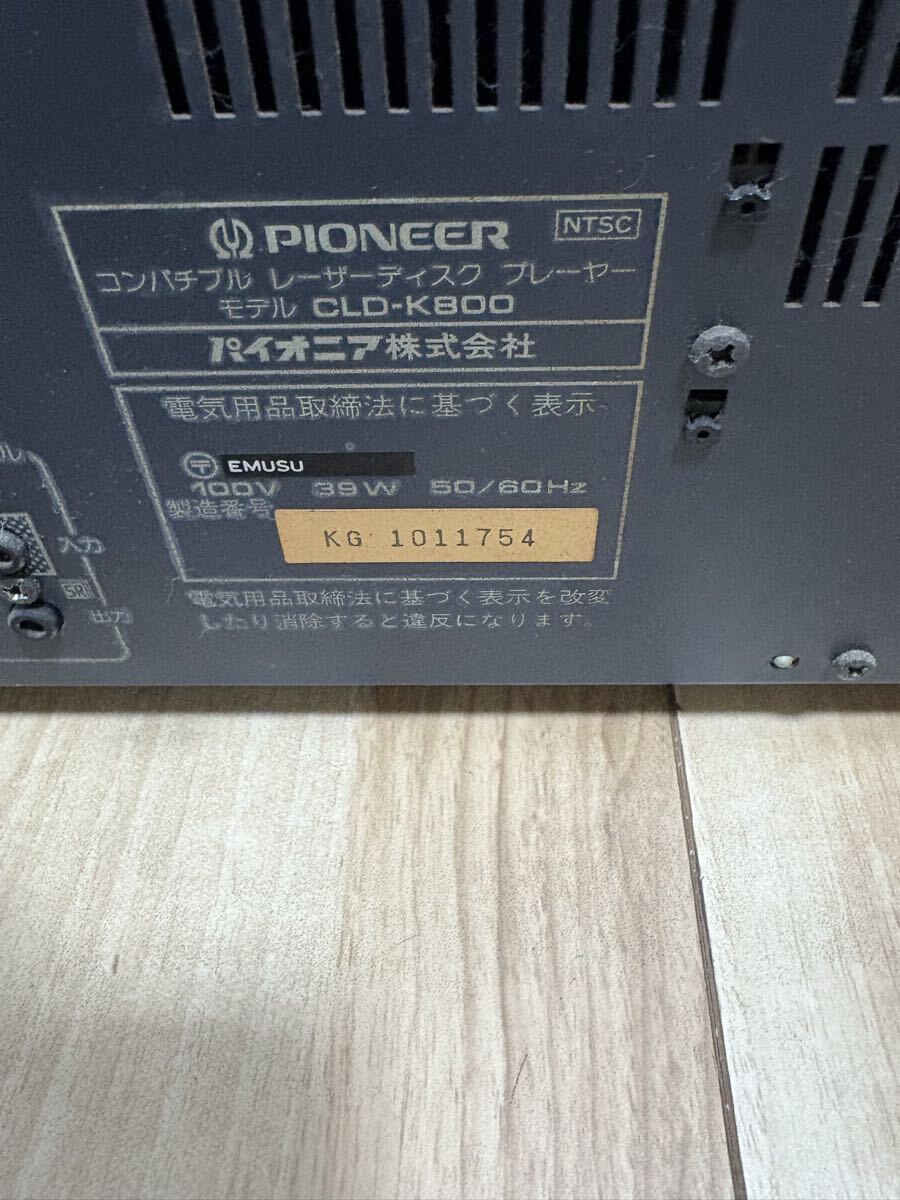 PIONEER NTSC
コンパチブル レーザーディスク プレーヤー
モデル CLD-K800
パイオニア株式会社
電気用品取締法に基づく表示
〒 EMUSU
100V 39W 50/60Hz
製造番号
KG 1011754
電気用品取締法に基づく表示を改変
したり消除すると違反になります。
ル
入力
SR
出力